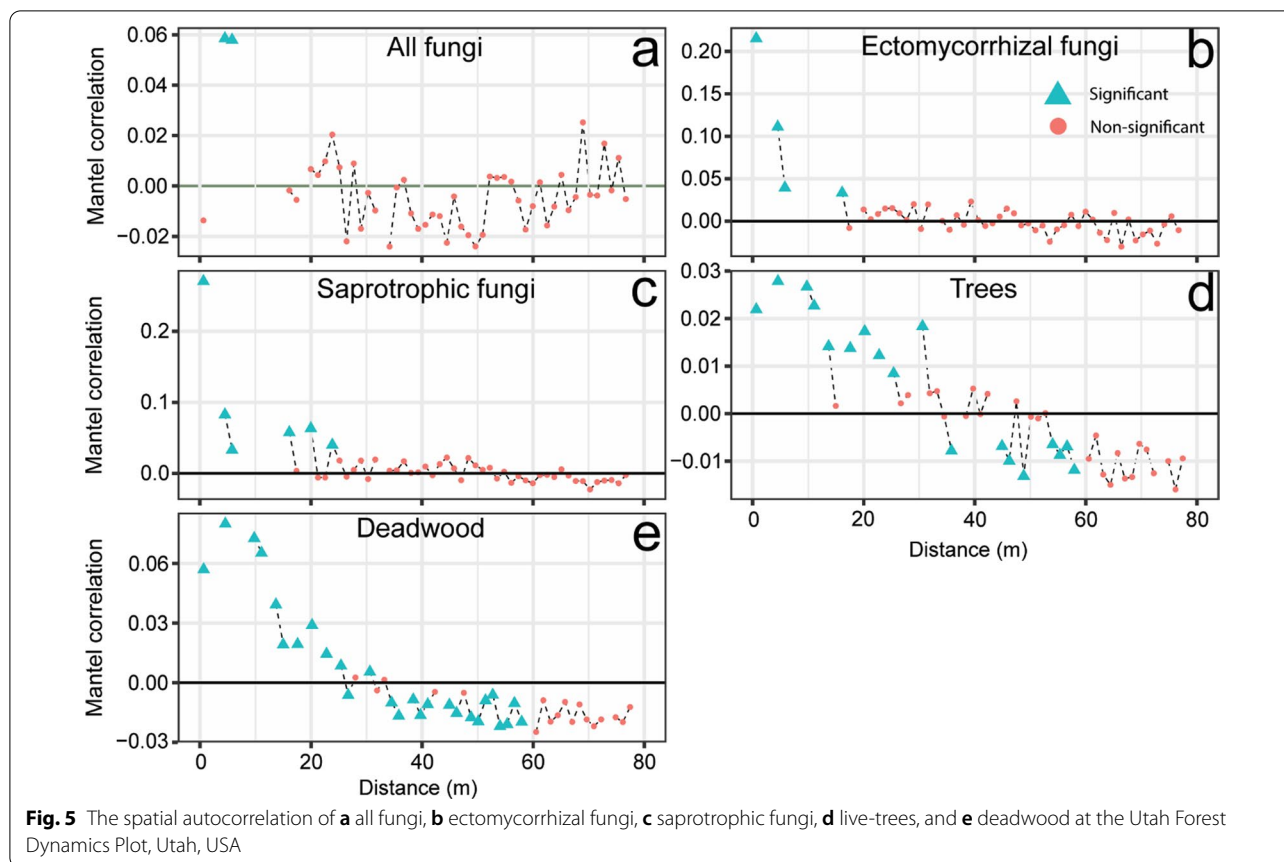 All fungi
a
Mantel correlation
0.06
0.04
0.02
0.00
−0.02
Ectomycorrhizal fungi
b
Significant
Non-significant
Mantel correlation
0.20
0.15
0.10
0.05
0.00
Saprotrophic fungi
c
Mantel correlation
0.2
0.1
0.0
Trees
d
0.03
0.02
0.01
0.00
−0.01
0 20 40 60 80
Distance (m)
Deadwood
e
Mantel correlation
0.06
0.03
0.00
−0.03
0 20 40 60 80
Distance (m)
Fig. 5 The spatial autocorrelation of a all fungi, b ectomycorrhizal fungi, c saprotrophic fungi, d live-trees, and e deadwood at the Utah Forest
Dynamics Plot, Utah, USA